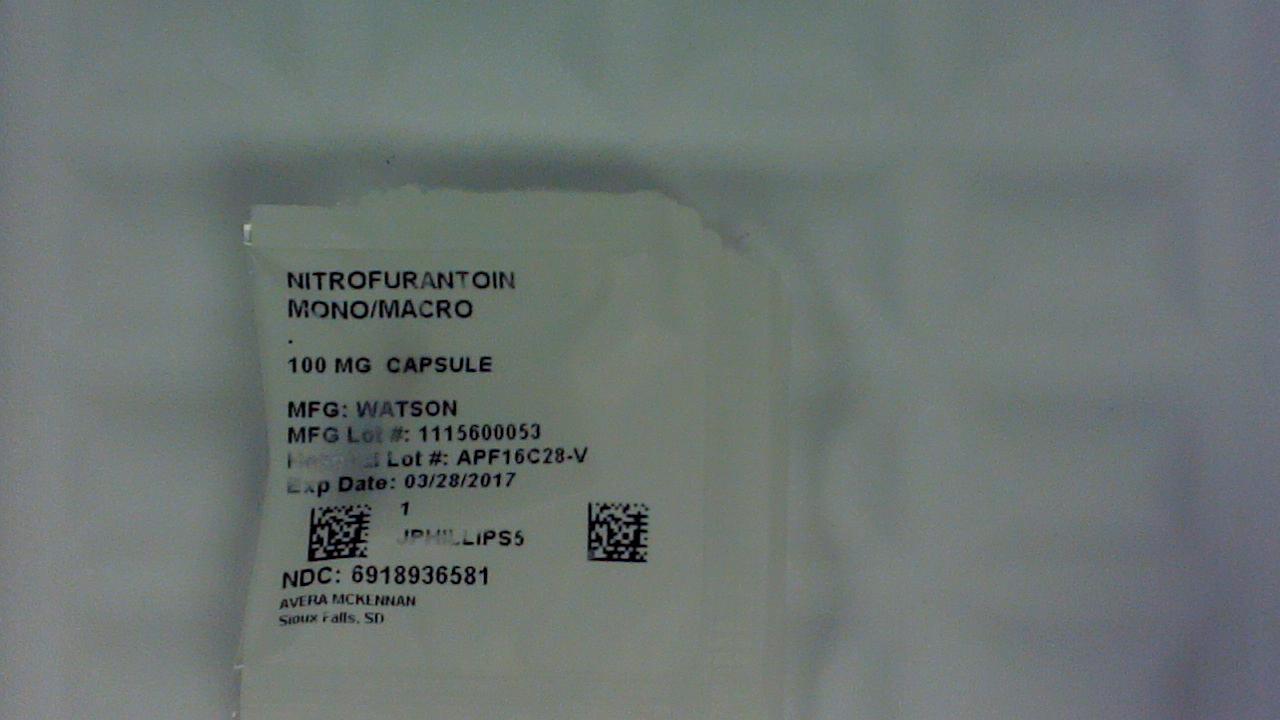 NITROFURANTOIN
MONO/MACRO
.
100 MG CAPSULE
MFG: WATSON
MFG Lot #: 1115600053
Lot #: APF16C28-V
Exp Date: 03/28/2017
1
JPHILLIPS5
NDC: 6918936581
AVERA MCKENNAN
Sioux Falls, SD